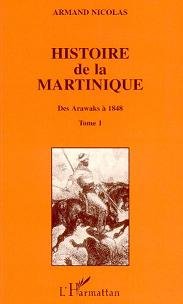 ARMAND NICOLAS
HISTOIRE
de la
MARTINIQUE
Des Arawaks à 1848
Tome 1
L'Harmattan